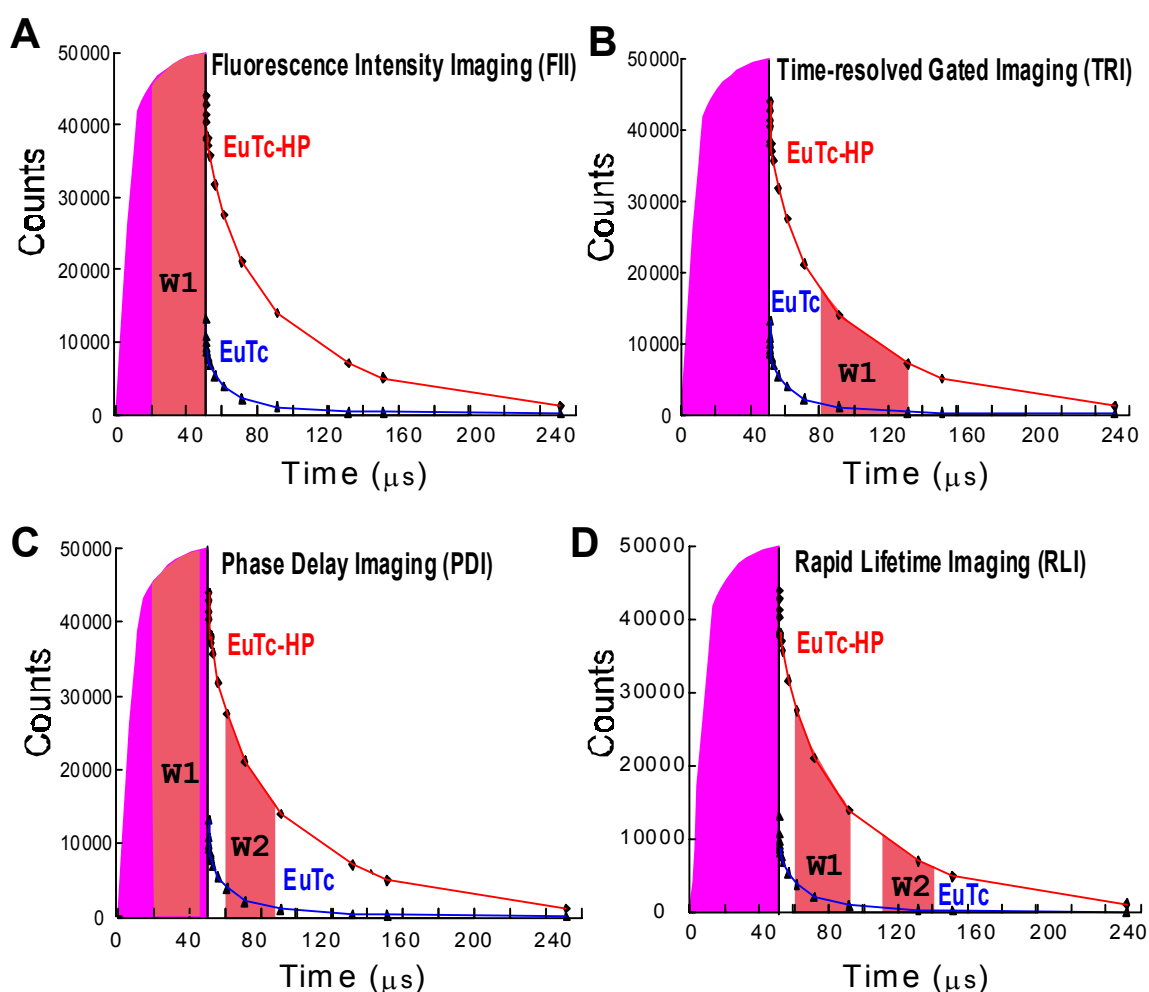 A
Fluorescence Intensity Imaging (FII)
50000
40000
30000
20000
10000
0
Counts
EuTc-HP
W1
EuTc
0 40 80 120 160 200 240
Time (μs)
B
Time-resolved Gated Imaging (TRI)
50000
40000
30000
20000
10000
0
Counts
EuTc-HP
EuTc
W1
0 40 80 120 160 200 240
Time (μs)
C
Phase Delay Imaging (PDI)
50000
40000
30000
20000
10000
0
Counts
EuTc-HP
W1
W2
EuTc
0 40 80 120 160 200 240
Time (μs)
D
Rapid Lifetime Imaging (RLI)
50000
40000
30000
20000
10000
0
Counts
EuTc-HP
W1
W2
EuTc
0 40 80 120 160 200 240
Time (μs)